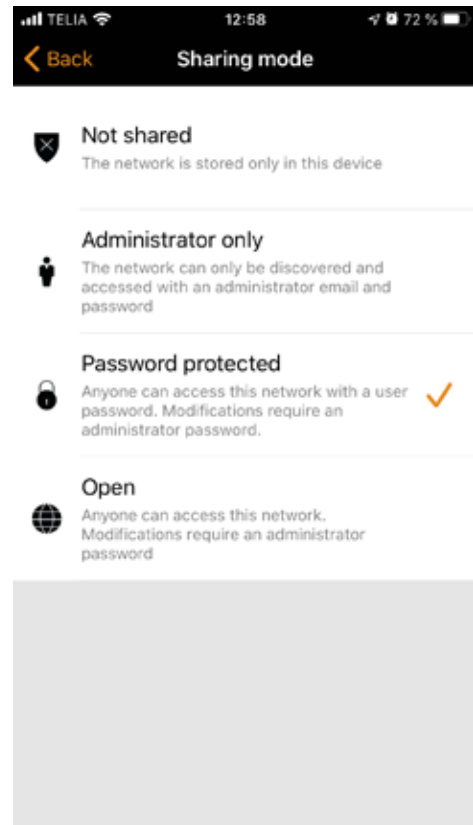 TELIA 12:58 72 %
Back Sharing mode
Not shared
The network is stored only in this device
Administrator only
The network can only be discovered and
accessed with an administrator email and
password
Password protected
Anyone can access this network with a user
password. Modifications require an
administrator password.
Open
Anyone can access this network.
Modifications require an administrator
password